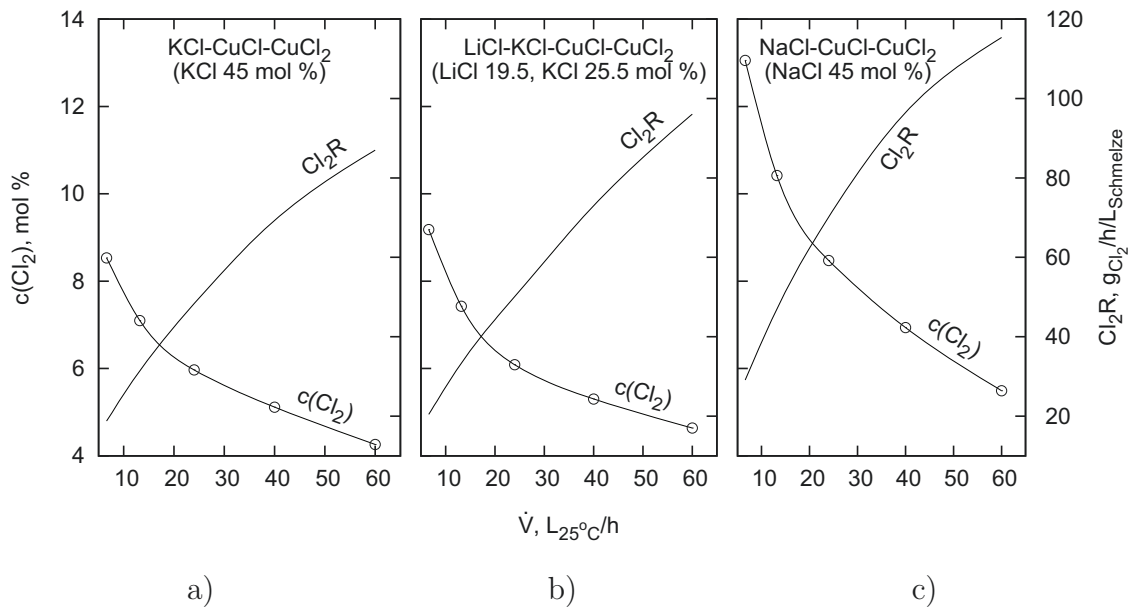 KCl-CuCl-CuCl₂
(KCl 45 mol %)
LiCl-KCl-CuCl-CuCl₂
(LiCl 19.5, KCl 25.5 mol %)
NaCl-CuCl-CuCl₂
(NaCl 45 mol %)
c(Cl₂), mol %
14
12
10
8
6
4
Cl₂R
c(Cl₂)
Cl₂R
c(Cl₂)
Cl₂R
c(Cl₂)
120
100
80
60
40
20
Cl₂R, g_Cl₂/h/L_Schmelze
10 20 30 40 50 60
10 20 30 40 50 60
10 20 30 40 50 60
V̇, L₂₅°C/h
a)
b)
c)